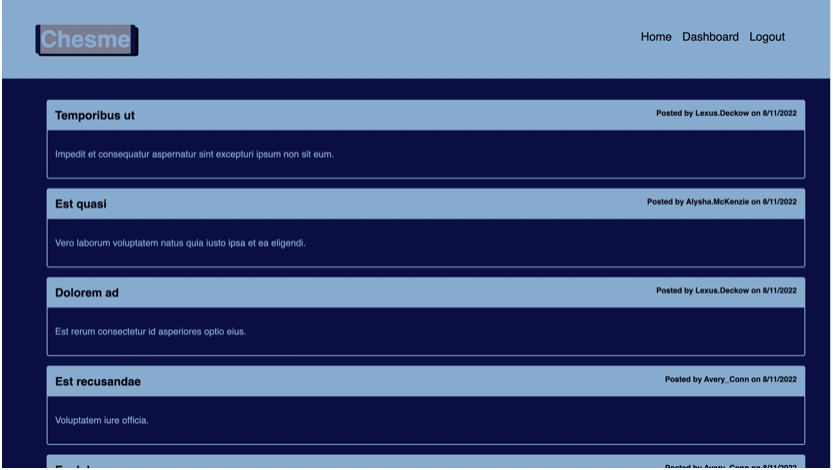 Chesme
Home Dashboard Logout
Temporibus ut
Posted by Lexus.Deckow on 8/11/2022
Impedit et consequatur aspernatur sint excepturi ipsum non sit eum.
Est quasi
Posted by Alysha.McKenzie on 8/11/2022
Vero laborum voluptatem natus quia iusto ipsa et ea eligendi.
Dolorem ad
Posted by Lexus.Deckow on 8/11/2022
Est rerum consectetur id asperiores optio eius.
Est recusandae
Posted by Avery_Conn on 8/11/2022
Voluptatem iure officia.
Posted by Avery_Conn on 8/11/2022